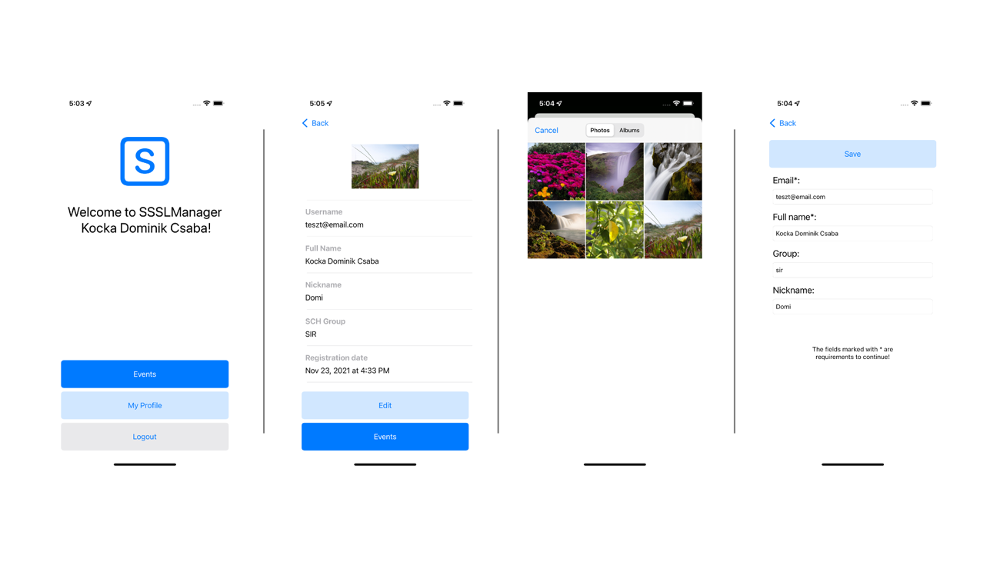 5:03
S
Welcome to SSSLManager
Kocka Dominik Csaba!
Events
My Profile
Logout
5:05
Back
Username
teszt@email.com
Full Name
Kocka Dominik Csaba
Nickname
Domi
SCH Group
SIR
Registration date
Nov 23, 2021 at 4:33 PM
Edit
Events
5:04
Cancel
Photos
Albums
5:04
Back
Save
Email*:
teszt@email.com
Full name*:
Kocka Dominik Csaba
Group:
sir
Nickname:
Domi
The fields marked with * are
requirements to continue!